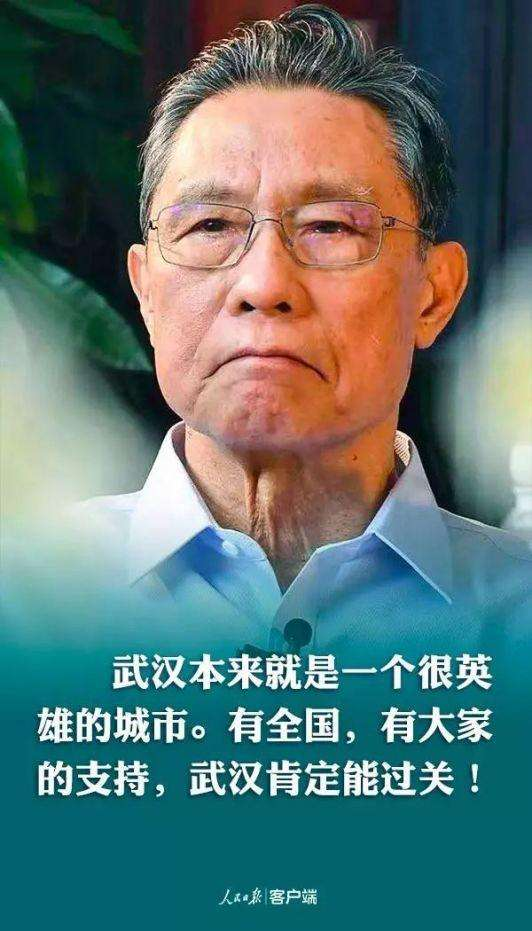 武汉本来就是一个很英
雄的城市。有全国，有大家
的支持，武汉肯定能过关！
人民日报|客户端